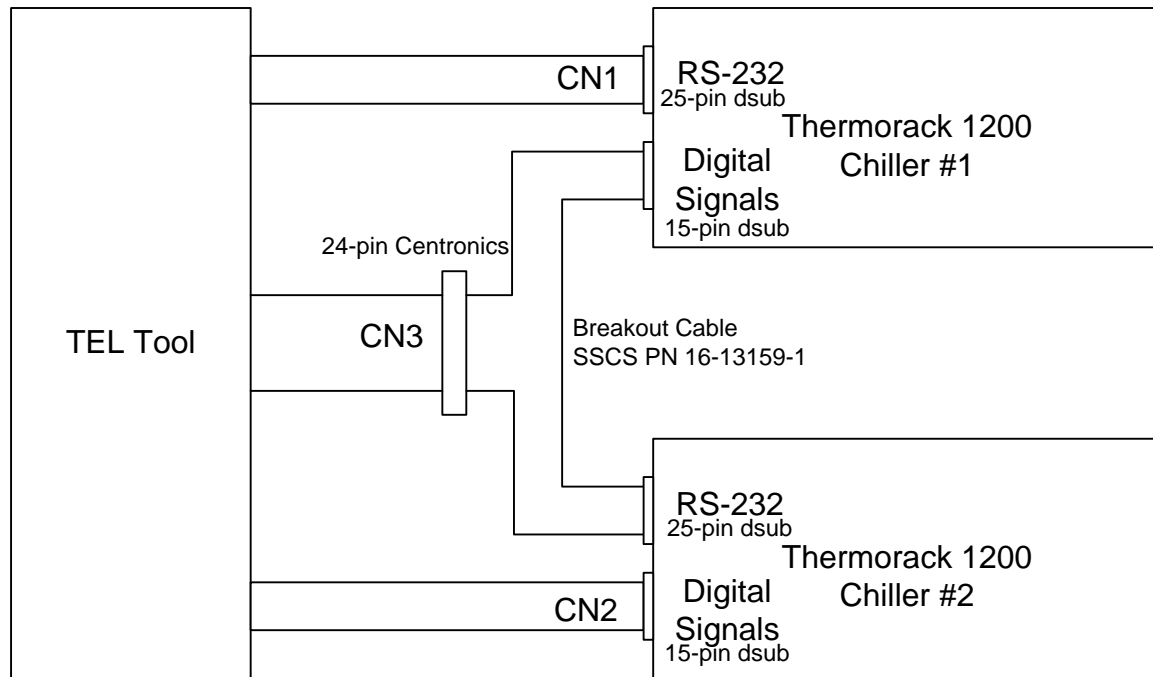 CN1
RS-232
25-pin dsub
Thermorack 1200
Chiller #1
Digital
Signals
15-pin dsub
24-pin Centronics
TEL Tool
CN3
Breakout Cable
SSCS PN 16-13159-1
RS-232
25-pin dsub
Thermorack 1200
Chiller #2
CN2
Digital
Signals
15-pin dsub